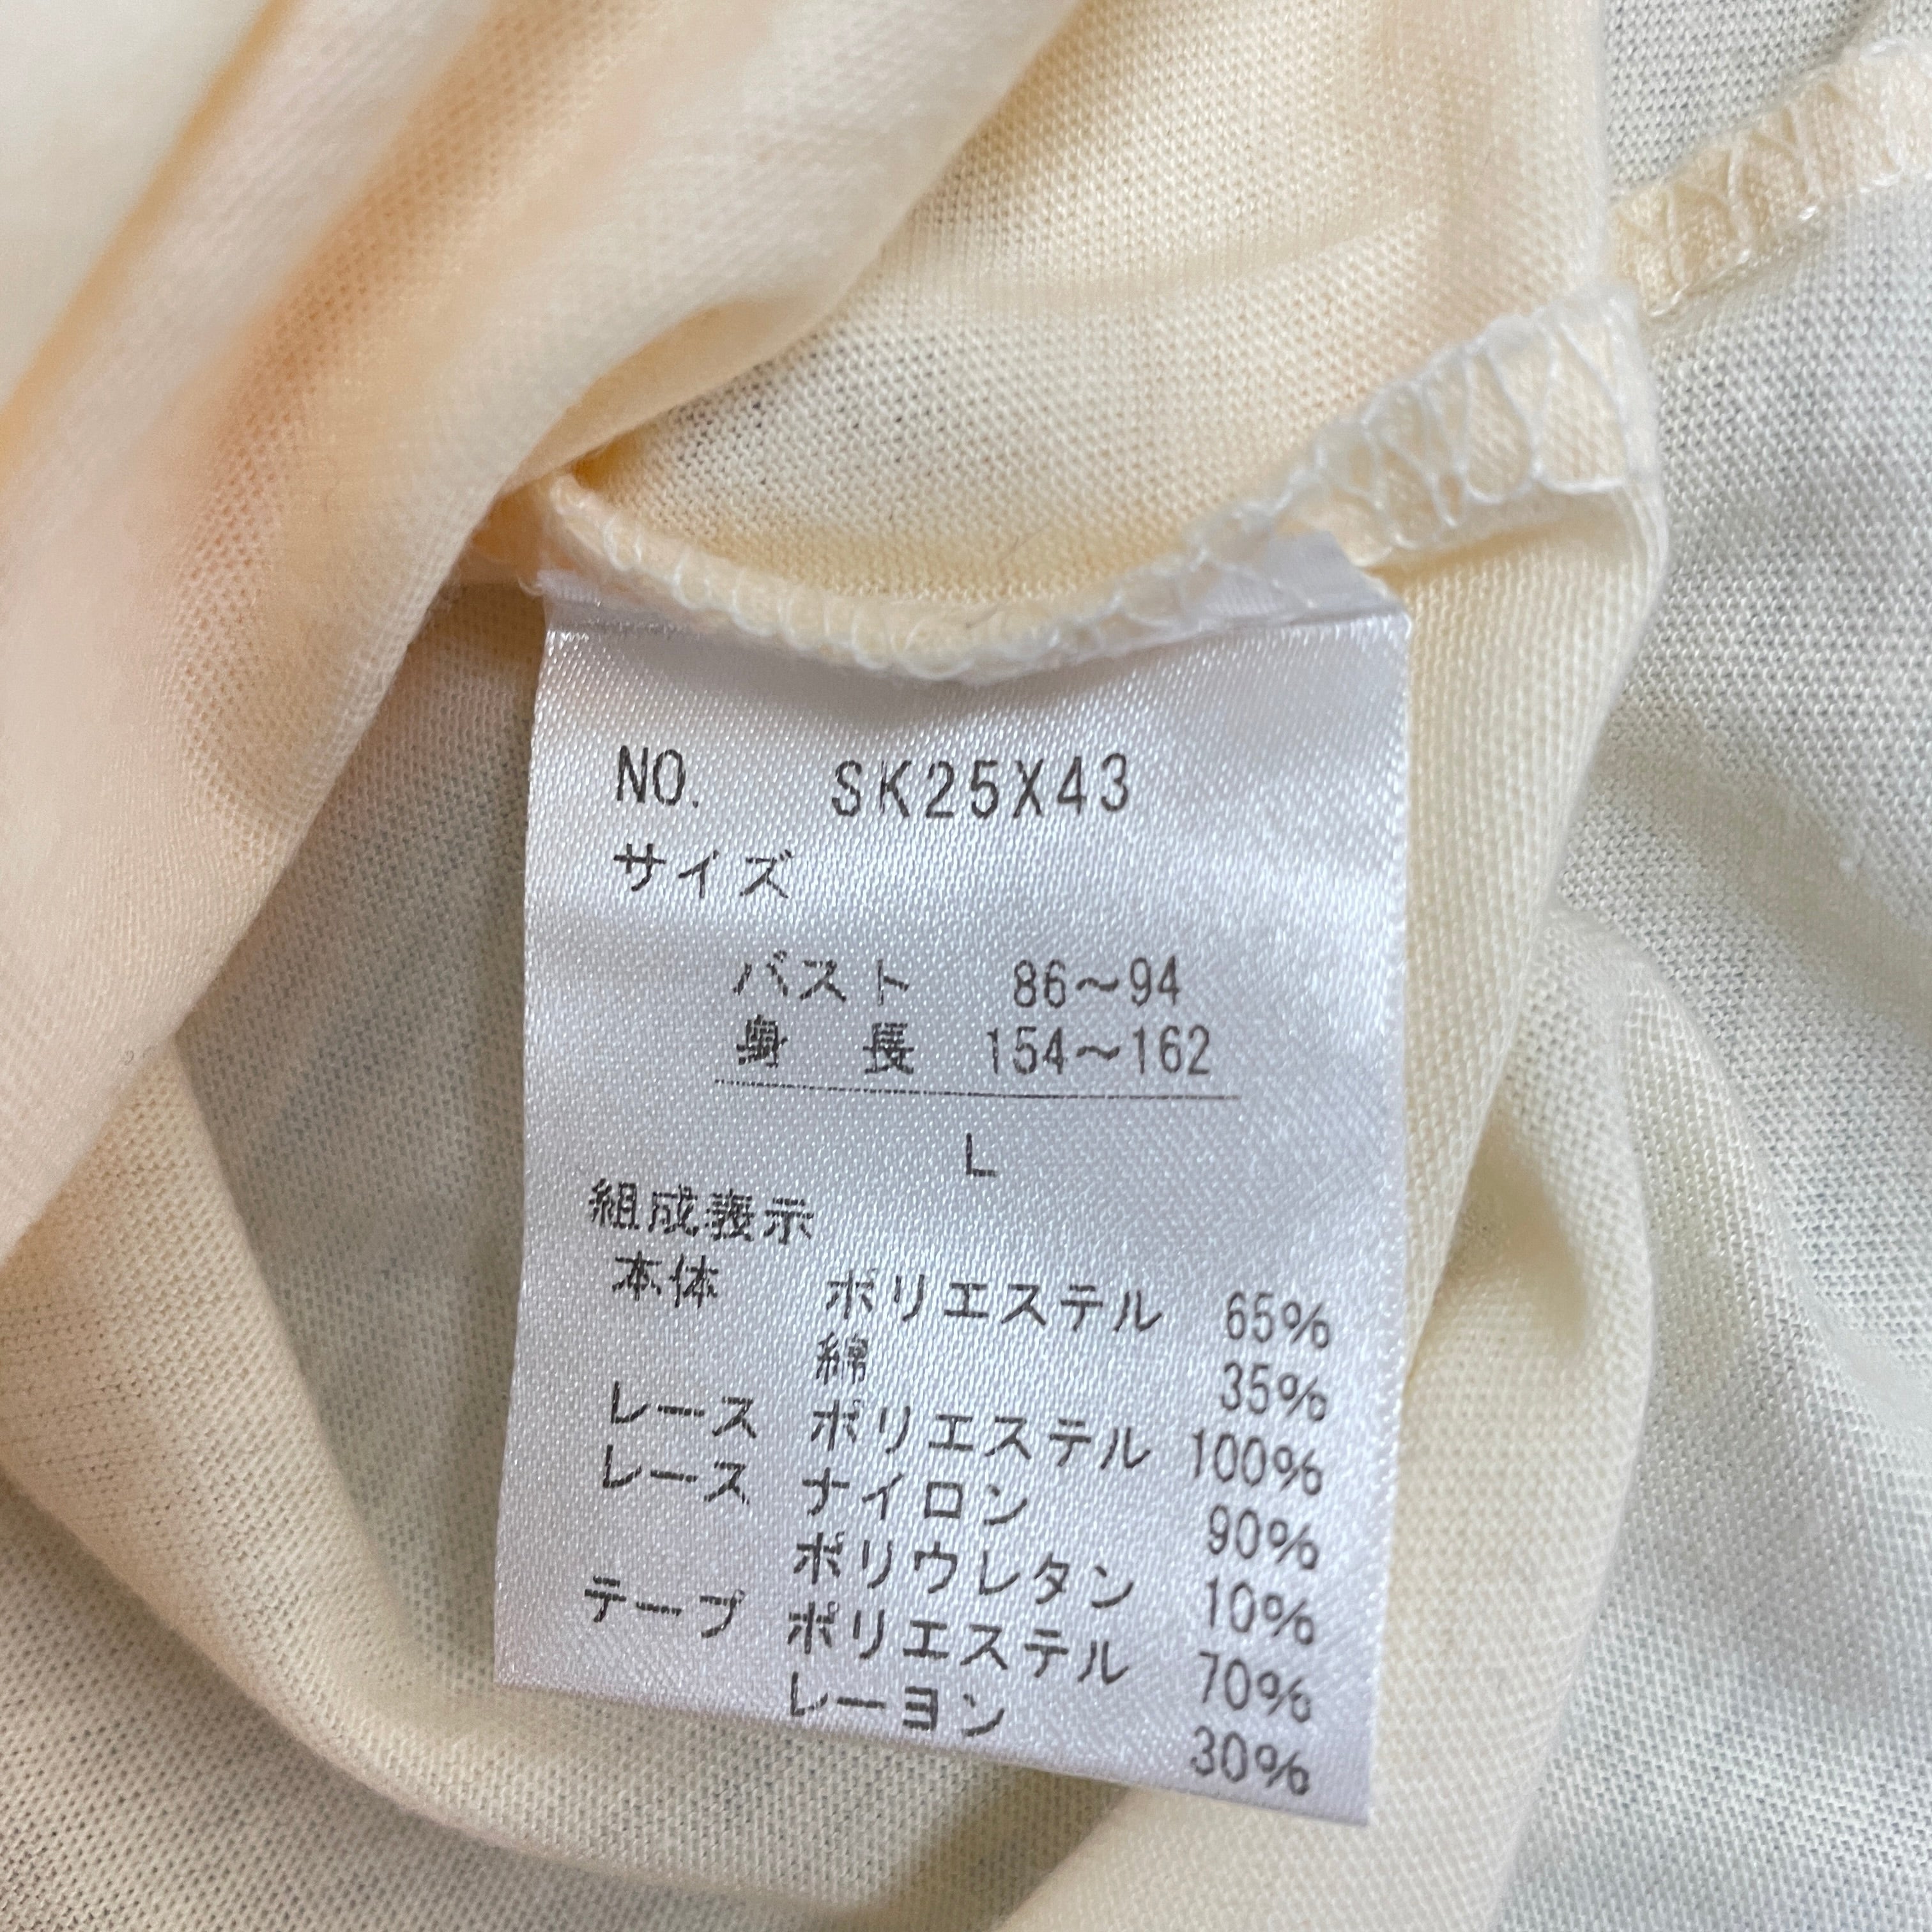 NO. SK25X43
サイズ
バスト 86〜94
身長 154〜162
L
組成表示
本体 ポリエステル 65%
綿 35%
レース ポリエステル 100%
レース ナイロン 90%
ポリウレタン 10%
テープ ポリエステル 70%
レーヨン 30%